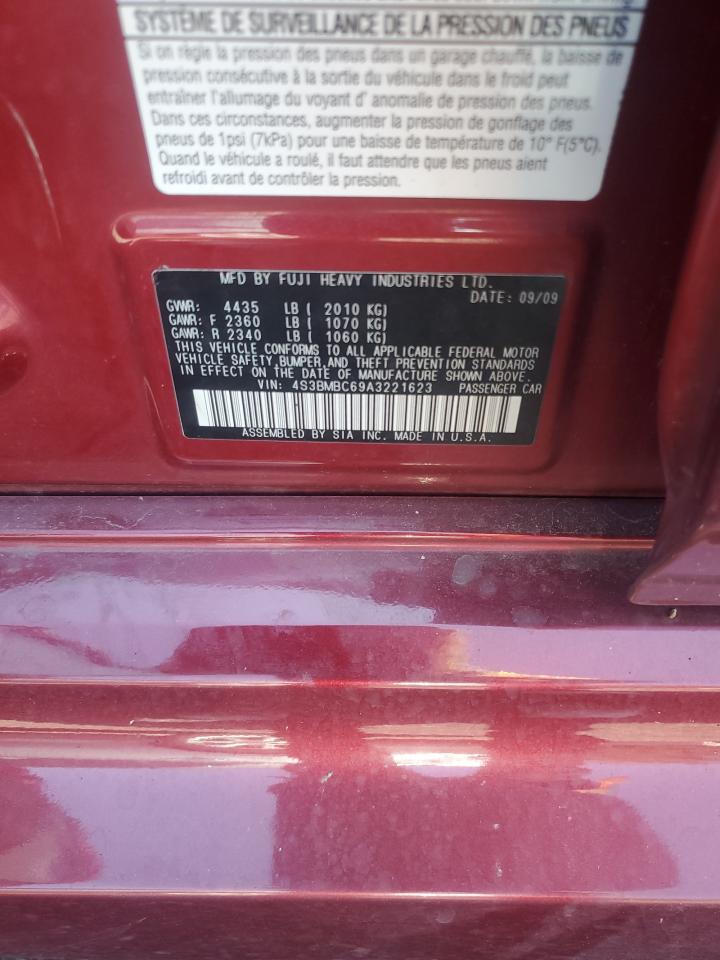 SYSTÈME DE SURVEILLANCE DE LA PRESSION DES PNEUS
Si on règle la pression des pneus dans un garage chauffé, la baisse de
pression consécutive à la sortie du véhicule dans le froid peut
entraîner l'allumage du voyant d' anomalie de pression des pneus.
Dans ces circonstances, augmenter la pression de gonflage des
pneus de 1psi (7kPa) pour une baisse de température de 10° F(5°C).
Quand le véhicule a roulé, il faut attendre que les pneus aient
refroidi avant de contrôler la pression.
MFD BY FUJI HEAVY INDUSTRIES LTD.
DATE: 09/09
GVWR: 4435 LB ( 2010 KG)
GAWR: F 2360 LB ( 1070 KG)
GAWR: R 2340 LB ( 1060 KG)
THIS VEHICLE CONFORMS TO ALL APPLICABLE FEDERAL MOTOR
VEHICLE SAFETY, BUMPER, AND THEFT PREVENTION STANDARDS
IN EFFECT ON THE DATE OF MANUFACTURE SHOWN ABOVE.
VIN: 4S3BMBC69A3221623 PASSENGER CAR
ASSEMBLED BY SIA INC. MADE IN U.S.A.